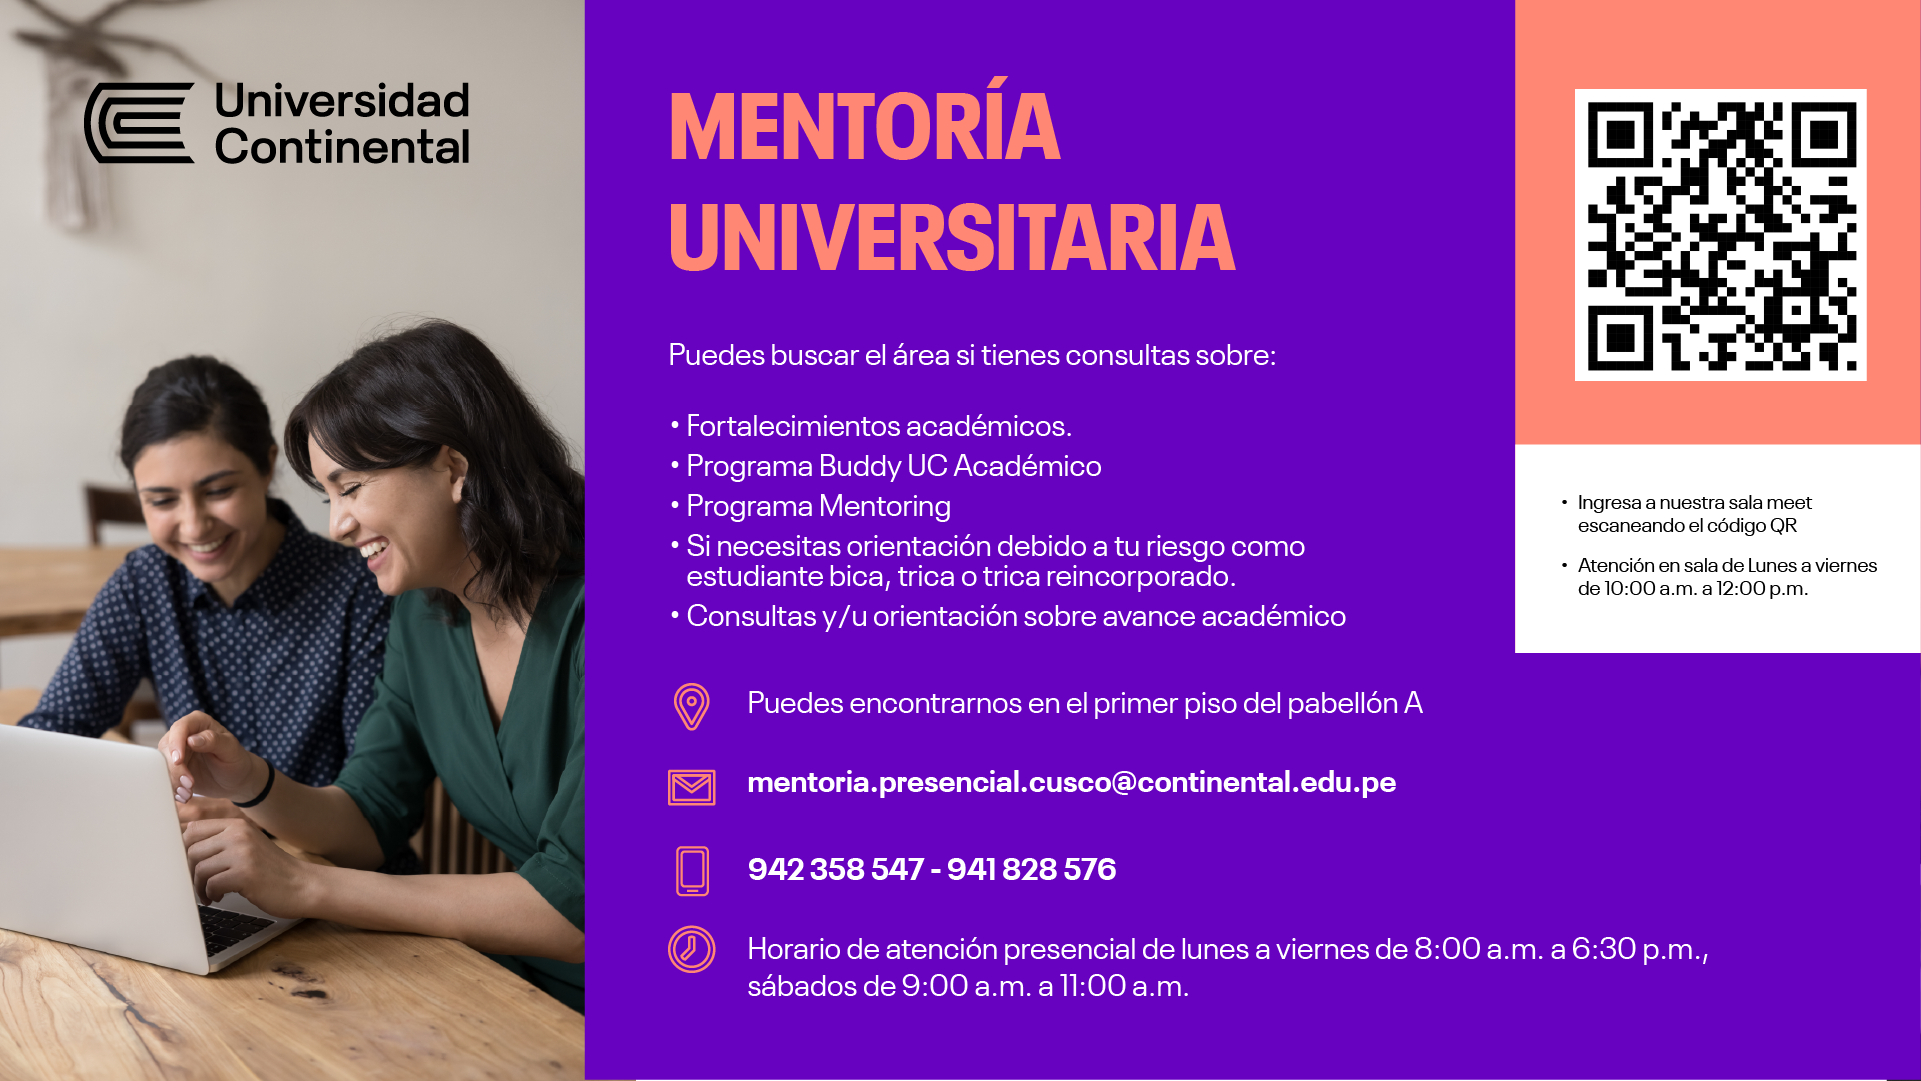 Universidad
Continental
MENTORÍA
UNIVERSITARIA
Puedes buscar el área si tienes consultas sobre:
• Fortalecimientos académicos.
• Programa Buddy UC Académico
• Programa Mentoring
• Si necesitas orientación debido a tu riesgo como
estudiante bica, trica o trica reincorporado.
• Consultas y/u orientación sobre avance académico
Puedes encontrarnos en el primer piso del pabellón A
mentoria.presencial.cusco@continental.edu.pe
942 358 547 - 941 828 576
Horario de atención presencial de lunes a viernes de 8:00 a.m. a 6:30 p.m.,
sábados de 9:00 a.m. a 11:00 a.m.
• Ingresa a nuestra sala meet
escaneando el código QR
• Atención en sala de Lunes a viernes
de 10:00 a.m. a 12:00 p.m.